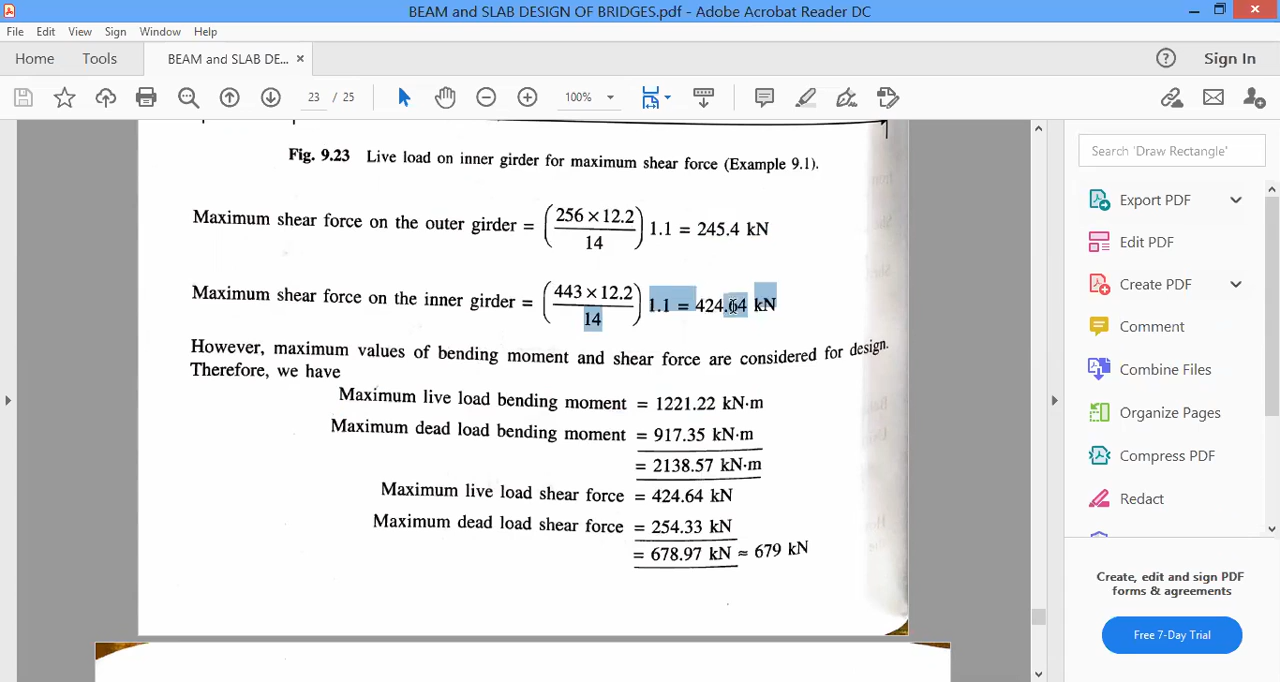 BEAM and SLAB DESIGN OF BRIDGES.pdf - Adobe Acrobat Reader DC
File Edit View Sign Window Help
Home Tools BEAM and SLAB DE... × Sign In
23 / 25 100%
Fig. 9.23 Live load on inner girder for maximum shear force (Example 9.1).
Maximum shear force on the outer girder = (256 × 12.2 / 14) 1.1 = 245.4 kN
Maximum shear force on the inner girder = (443 × 12.2 / 14) 1.1 = 424.64 kN
However, maximum values of bending moment and shear force are considered for design.
Therefore, we have
Maximum live load bending moment = 1221.22 kN·m
Maximum dead load bending moment = 917.35 kN·m
= 2138.57 kN·m
Maximum live load shear force = 424.64 kN
Maximum dead load shear force = 254.33 kN
= 678.97 kN ≈ 679 kN
Search 'Draw Rectangle'
Export PDF
Edit PDF
Create PDF
Comment
Combine Files
Organize Pages
Compress PDF
Redact
Create, edit and sign PDF
forms & agreements
Free 7-Day Trial